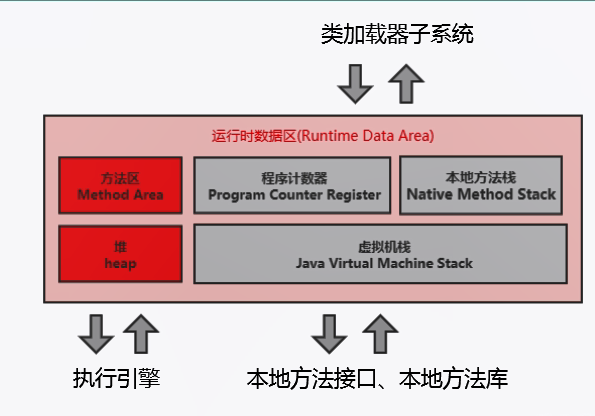 类加载器子系统
运行时数据区(Runtime Data Area)
方法区
Method Area
程序计数器
Program Counter Register
本地方法栈
Native Method Stack
堆
heap
虚拟机栈
Java Virtual Machine Stack
执行引擎
本地方法接口、本地方法库